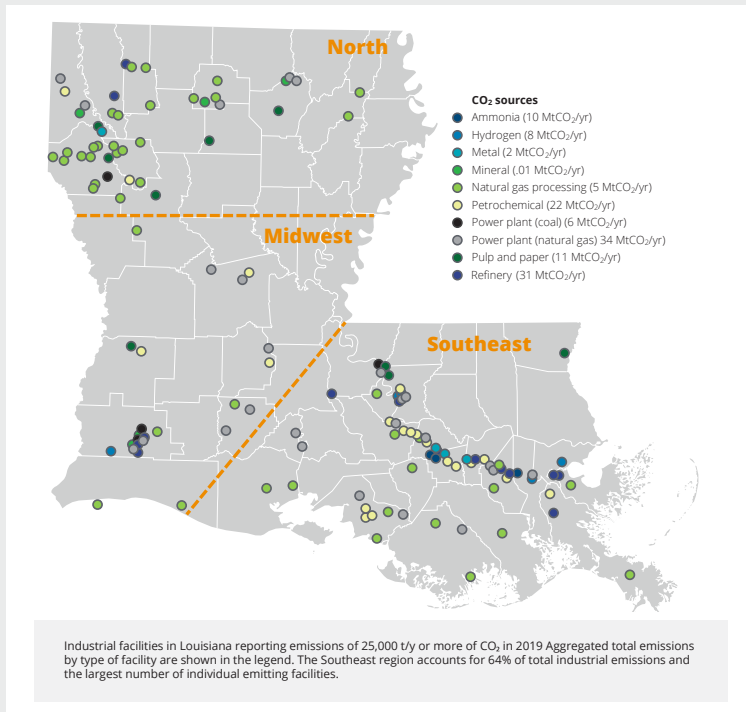 North
Midwest
Southeast
CO₂ sources
Ammonia (10 MtCO₂/yr)
Hydrogen (8 MtCO₂/yr)
Metal (2 MtCO₂/yr)
Mineral (.01 MtCO₂/yr)
Natural gas processing (5 MtCO₂/yr)
Petrochemical (22 MtCO₂/yr)
Power plant (coal) (6 MtCO₂/yr)
Power plant (natural gas) 34 MtCO₂/yr)
Pulp and paper (11 MtCO₂/yr)
Refinery (31 MtCO₂/yr)
Industrial facilities in Louisiana reporting emissions of 25,000 t/y or more of CO₂ in 2019 Aggregated total emissions
by type of facility are shown in the legend. The Southeast region accounts for 64% of total industrial emissions and
the largest number of individual emitting facilities.